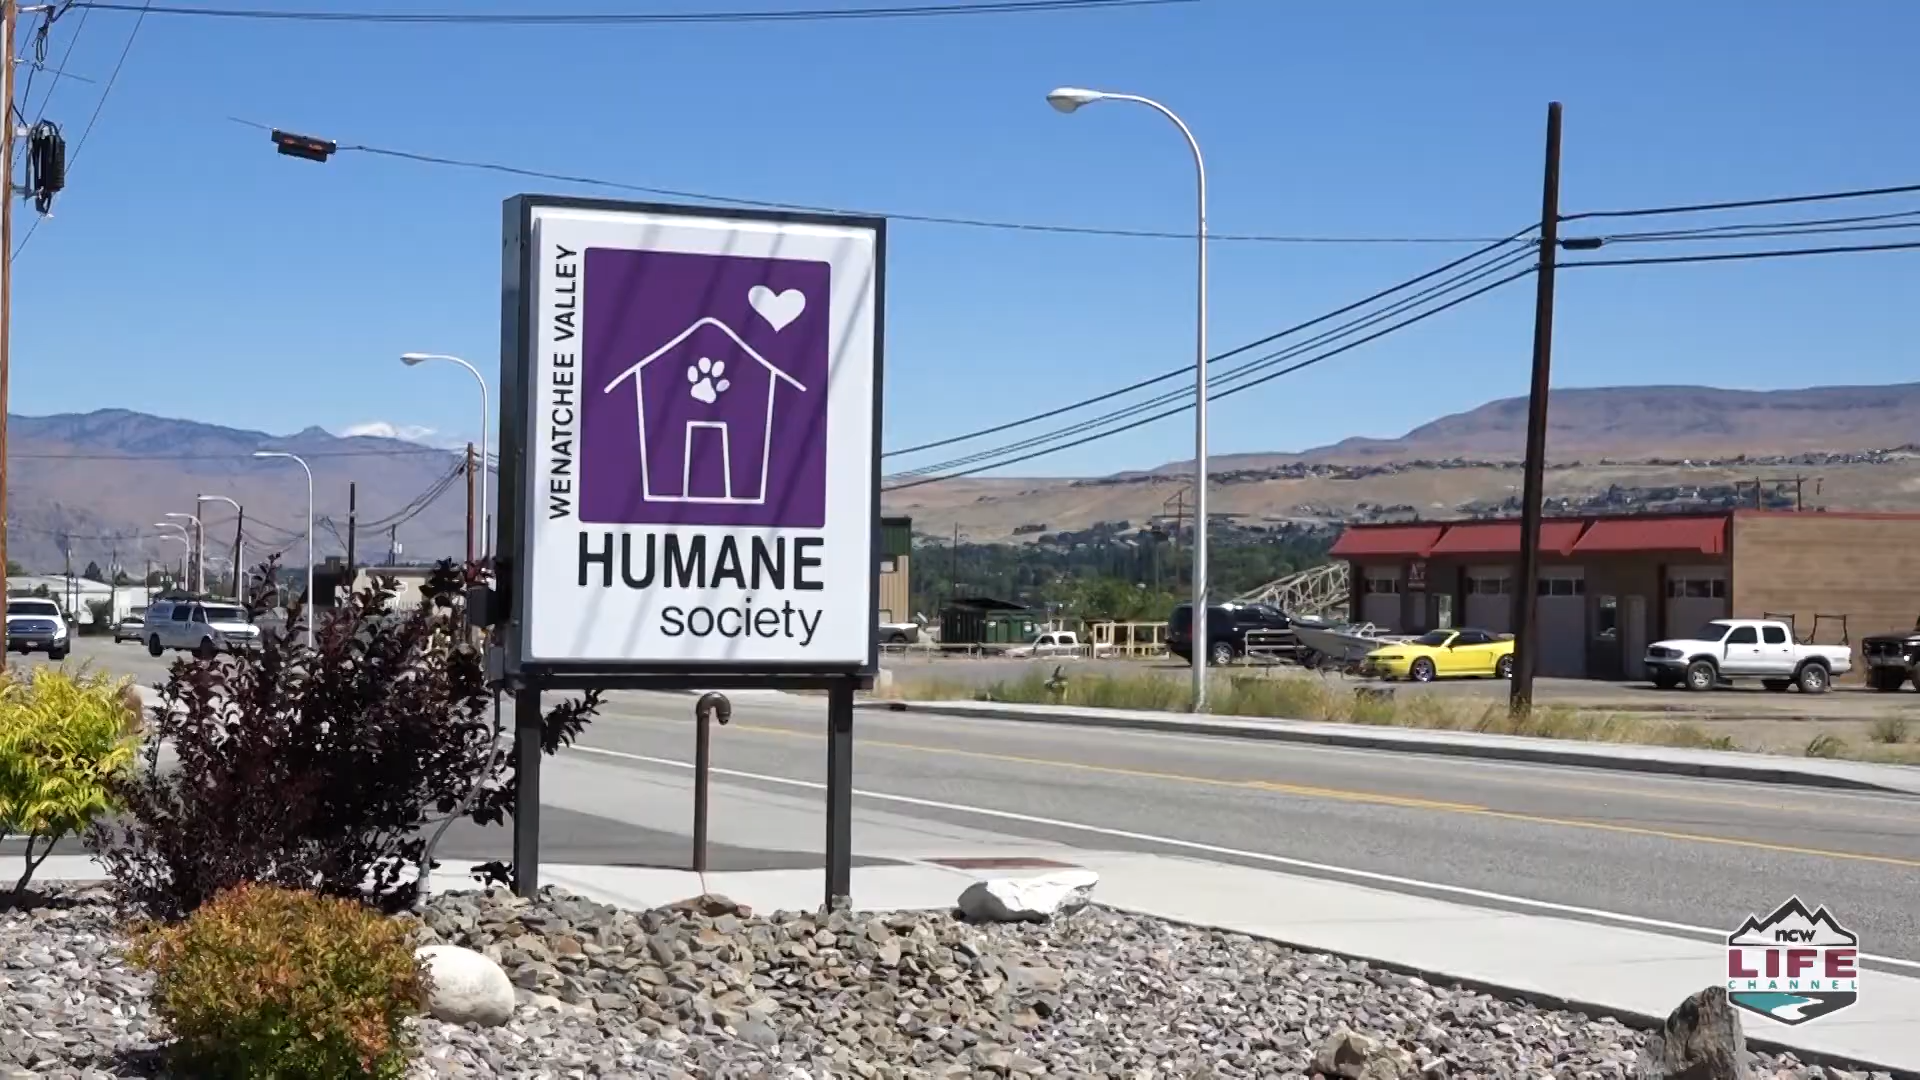 WENATCHEE VALLEY
HUMANE
society
ncw
LIFE
CHANNEL